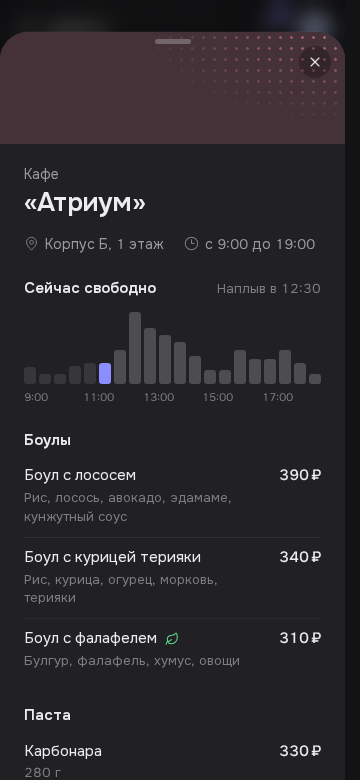 Кафе
«Атриум»
Корпус Б, 1 этаж
с 9:00 до 19:00
Сейчас свободно
Наплыв в 12:30
9:00 11:00 13:00 15:00 17:00
Боулы
Боул с лососем 390 ₽
Рис, лосось, авокадо, эдамаме,
кунжутный соус
Боул с курицей терияки 340 ₽
Рис, курица, огурец, морковь,
терияки
Боул с фалафелем 310 ₽
Булгур, фалафель, хумус, овощи
Паста
Карбонара 330 ₽
280 г